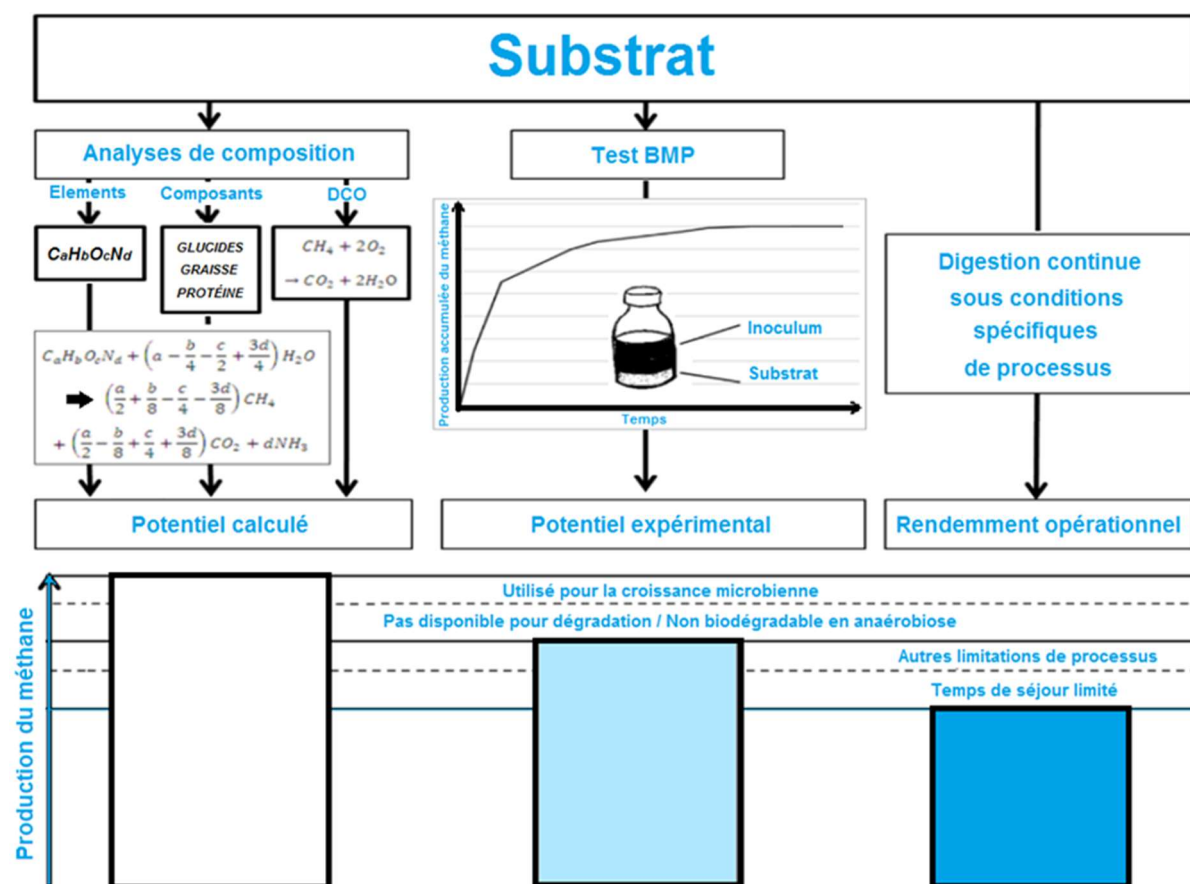 Substrat
Analyses de composition
Elements
Composants
DCO
CaHbOcNd
GLUCIDES
GRAISSE
PROTÉINE
CH₄ + 2O₂
→ CO₂ + 2H₂O
CaHbOcNd + (a − b/4 − c/2 + 3d/4) H₂O
(a/2 + b/8 − c/4 − 3d/8) CH₄
+ (a/2 − b/8 + c/4 + 3d/8) CO₂ + dNH₃
Potentiel calculé
Test BMP
Production accumulée du méthane
Inoculum
Substrat
Temps
Potentiel expérimental
Digestion continue
sous conditions
spécifiques
de processus
Rendemment opérationnel
Production du méthane
Utilisé pour la croissance microbienne
Pas disponible pour dégradation / Non biodégradable en anaérobiose
Autres limitations de processus
Temps de séjour limité